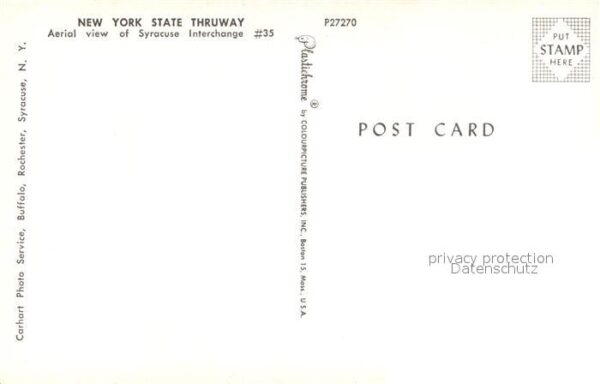 NEW YORK STATE THRUWAY
Aerial view of Syracuse Interchange #35
P27270
PUT
STAMP
HERE
POST CARD
Plastichrome ® by COLOURPICTURE PUBLISHERS, INC., Boston 15, Mass., U.S.A.
Carhart Photo Service, Buffalo, Rochester, Syracuse, N. Y.
privacy protection
Datenschutz